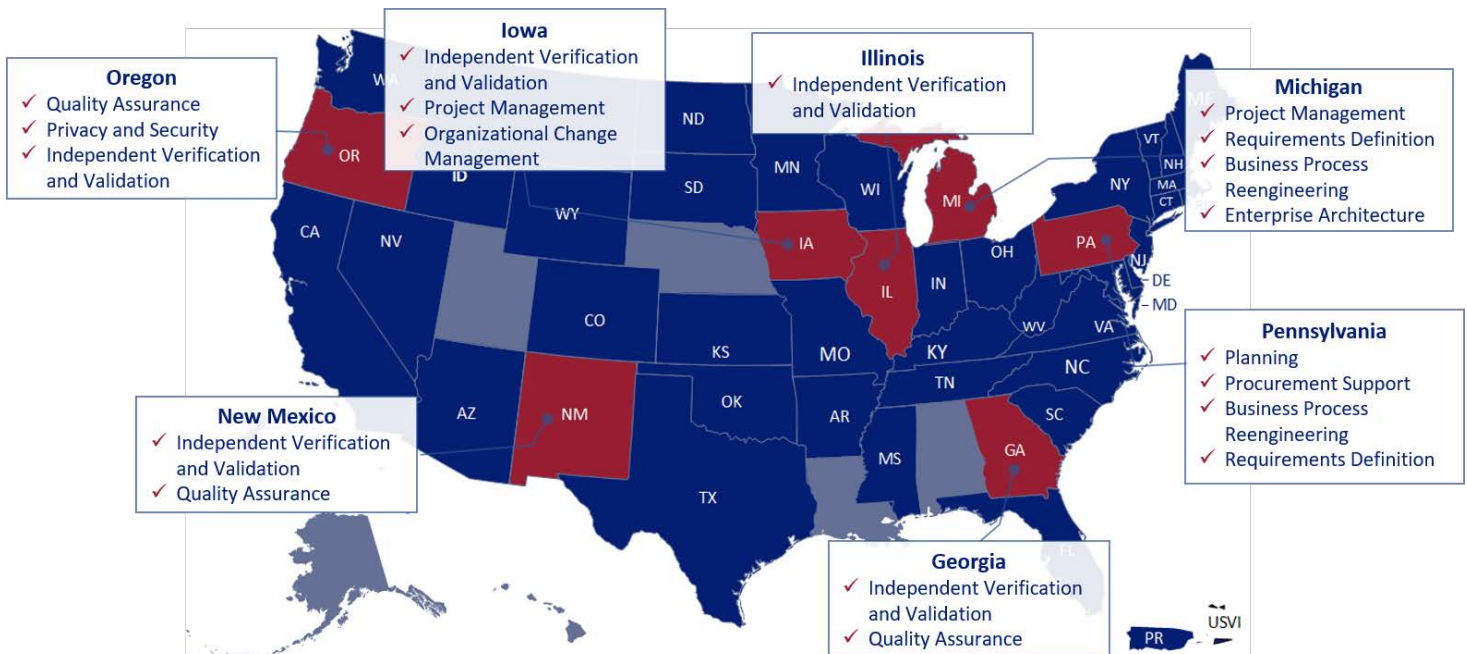 Iowa
✓ Independent Verification
and Validation
✓ Project Management
✓ Organizational Change
Management
Illinois
✓ Independent Verification
and Validation
Oregon
✓ Quality Assurance
✓ Privacy and Security
✓ Independent Verification
and Validation
Michigan
✓ Project Management
✓ Requirements Definition
✓ Business Process
Reengineering
✓ Enterprise Architecture
Pennsylvania
✓ Planning
✓ Procurement Support
✓ Business Process
Reengineering
✓ Requirements Definition
New Mexico
✓ Independent Verification
and Validation
✓ Quality Assurance
Georgia
✓ Independent Verification
and Validation
✓ Quality Assurance
WA
OR
ID
ND
MN
SD
WI
WY
CA
NV
IA
MI
NY
VT
NH
MA
CT
RI
ME
PA
NJ
DE
MD
OH
IN
IL
CO
KS
MO
KY
WV
VA
NC
TN
SC
AZ
NM
OK
AR
MS
GA
TX
FL
PR
USVI